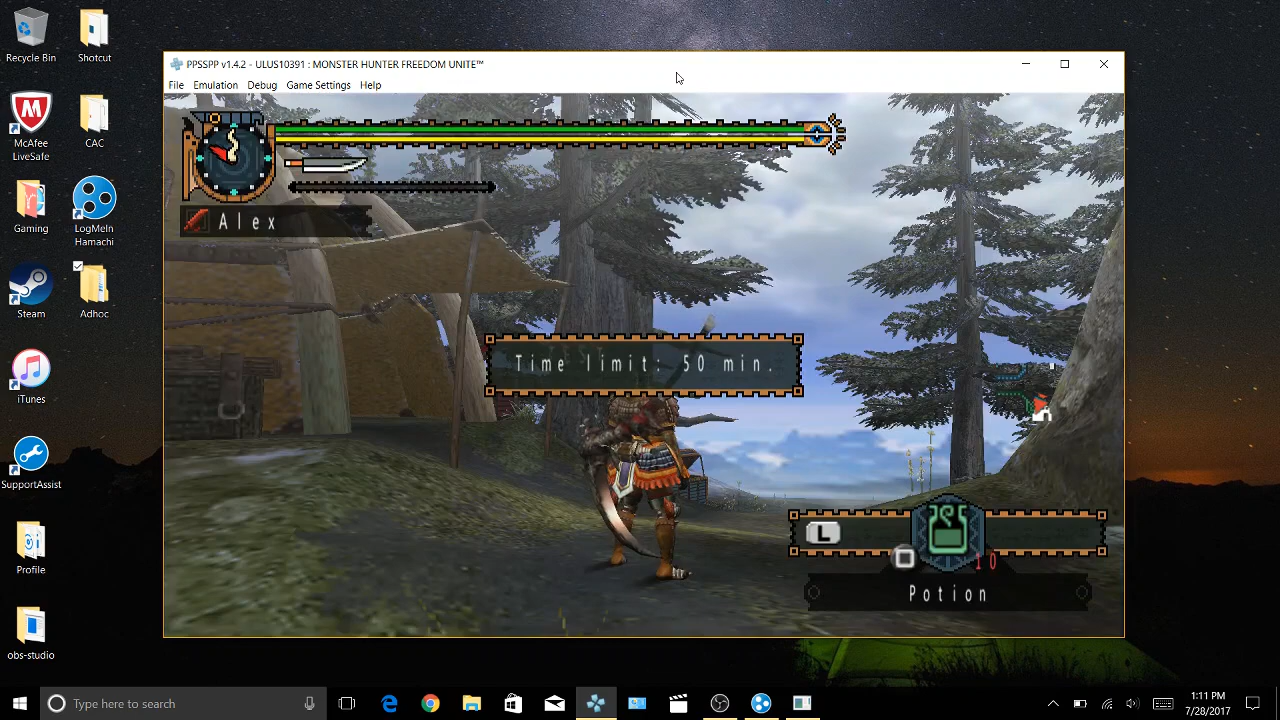 Recycle Bin
Shotcut
McAfee
LiveSafe
CAC
Gaming
LogMeIn
Hamachi
Steam
Adhoc
iTunes
SupportAssist
Profile
obs-studio
PPSSPP v1.4.2 - ULUS10391 : MONSTER HUNTER FREEDOM UNITE™
File Emulation Debug Game Settings Help
Alex
Time limit: 50 min.
L
10
Potion
Type here to search
1:11 PM
7/28/2017